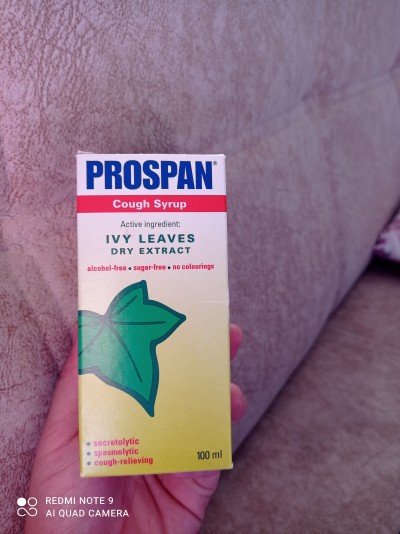 PROSPAN®
Cough Syrup
Active ingredient:
IVY LEAVES
DRY EXTRACT
alcohol-free • sugar-free • no colourings
• secretolytic
• spasmolytic
• cough-relieving
100 ml
REDMI NOTE 9
AI QUAD CAMERA